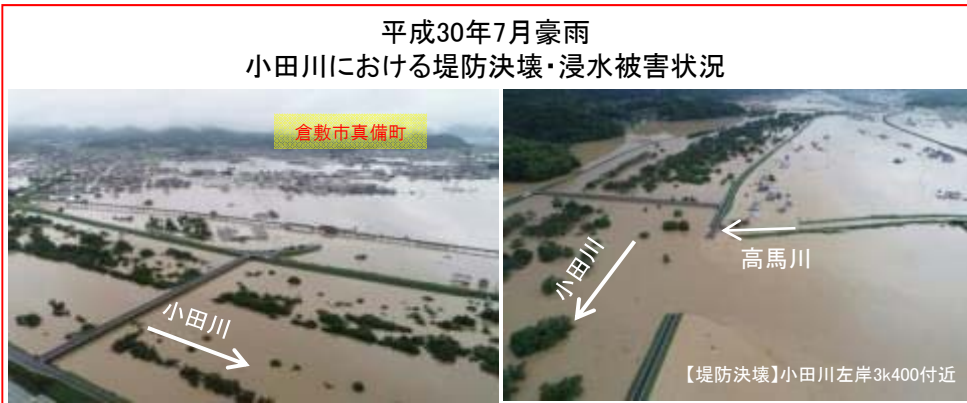 平成30年7月豪雨
小田川における堤防決壊・浸水被害状況
倉敷市真備町
小田川
小田川
高馬川
【堤防決壊】小田川左岸3k400付近